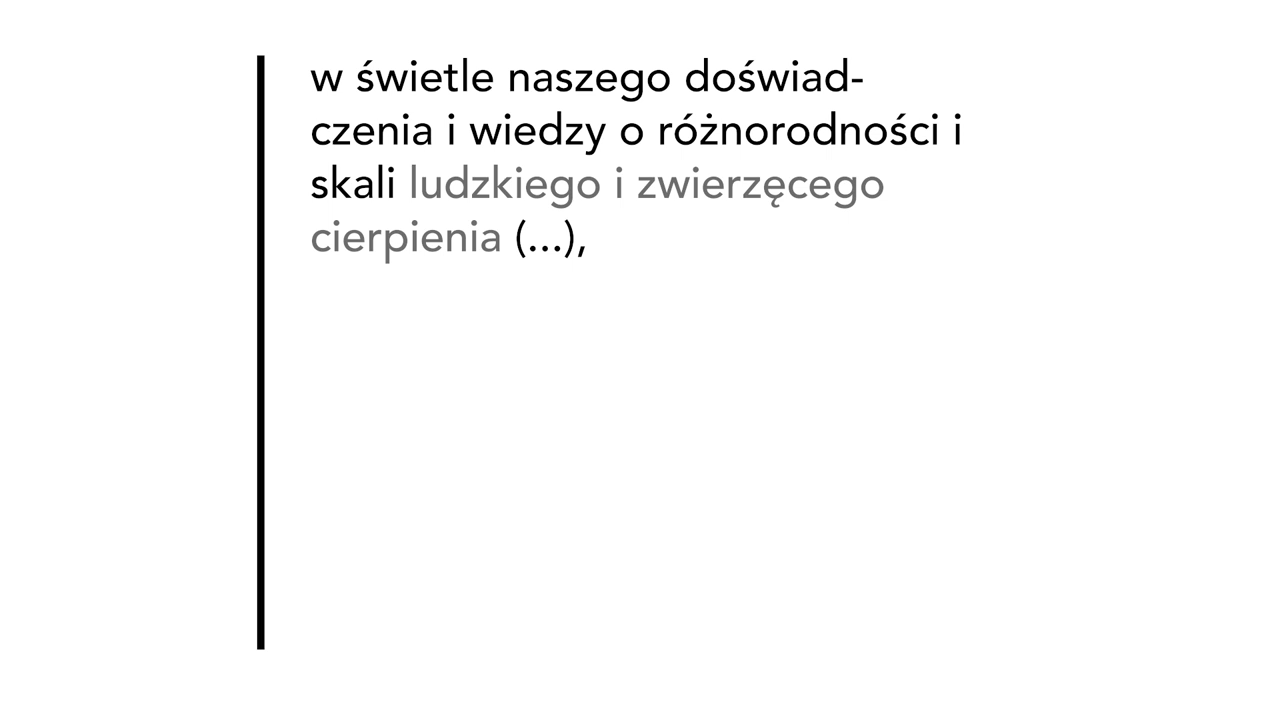 w świetle naszego doświad-
czenia i wiedzy o różnorodności i
skali ludzkiego i zwierzęcego
cierpienia (...),